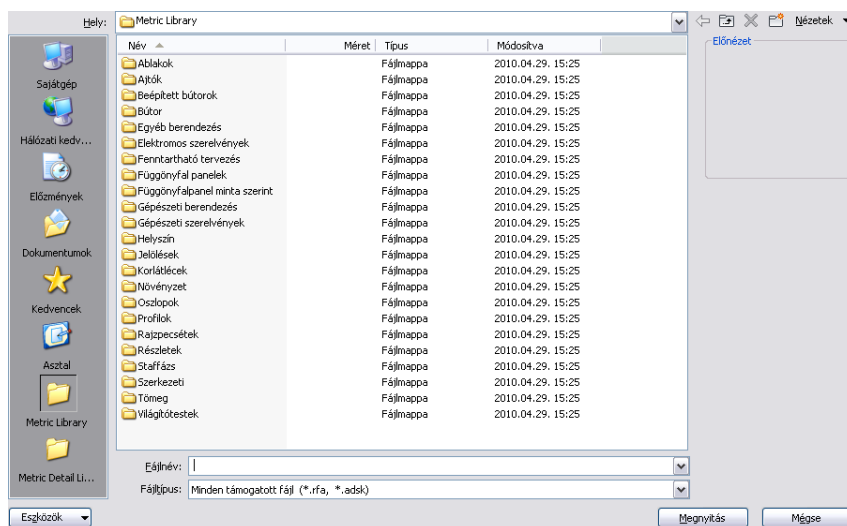 Hely: Metric Library Nézetek
Sajátgép
Hálózati kedv...
Előzmények
Dokumentumok
Kedvencek
Asztal
Metric Library
Metric Detail Li...
Név Méret Típus Módosítva
Ablakok Fájlmappa 2010.04.29. 15:25
Ajtók Fájlmappa 2010.04.29. 15:25
Beépített bútorok Fájlmappa 2010.04.29. 15:25
Bútor Fájlmappa 2010.04.29. 15:25
Egyéb berendezés Fájlmappa 2010.04.29. 15:25
Elektromos szerelvények Fájlmappa 2010.04.29. 15:25
Fenntartható tervezés Fájlmappa 2010.04.29. 15:25
Függönyfal panelek Fájlmappa 2010.04.29. 15:25
Függönyfalpanel minta szerint Fájlmappa 2010.04.29. 15:25
Gépészeti berendezés Fájlmappa 2010.04.29. 15:25
Gépészeti szerelvények Fájlmappa 2010.04.29. 15:25
Helyszín Fájlmappa 2010.04.29. 15:25
Jelölések Fájlmappa 2010.04.29. 15:25
Korlátlécek Fájlmappa 2010.04.29. 15:25
Növényzet Fájlmappa 2010.04.29. 15:25
Oszlopok Fájlmappa 2010.04.29. 15:25
Profilok Fájlmappa 2010.04.29. 15:25
Rajzpecsétek Fájlmappa 2010.04.29. 15:25
Részletek Fájlmappa 2010.04.29. 15:25
Staffázs Fájlmappa 2010.04.29. 15:25
Szerkezeti Fájlmappa 2010.04.29. 15:25
Tömeg Fájlmappa 2010.04.29. 15:25
Világítótestek Fájlmappa 2010.04.29. 15:25
Előnézet
Fájlnév:
Fájltípus: Minden támogatott fájl (*.rfa, *.adsk)
Eszközök Megnyitás Mégse